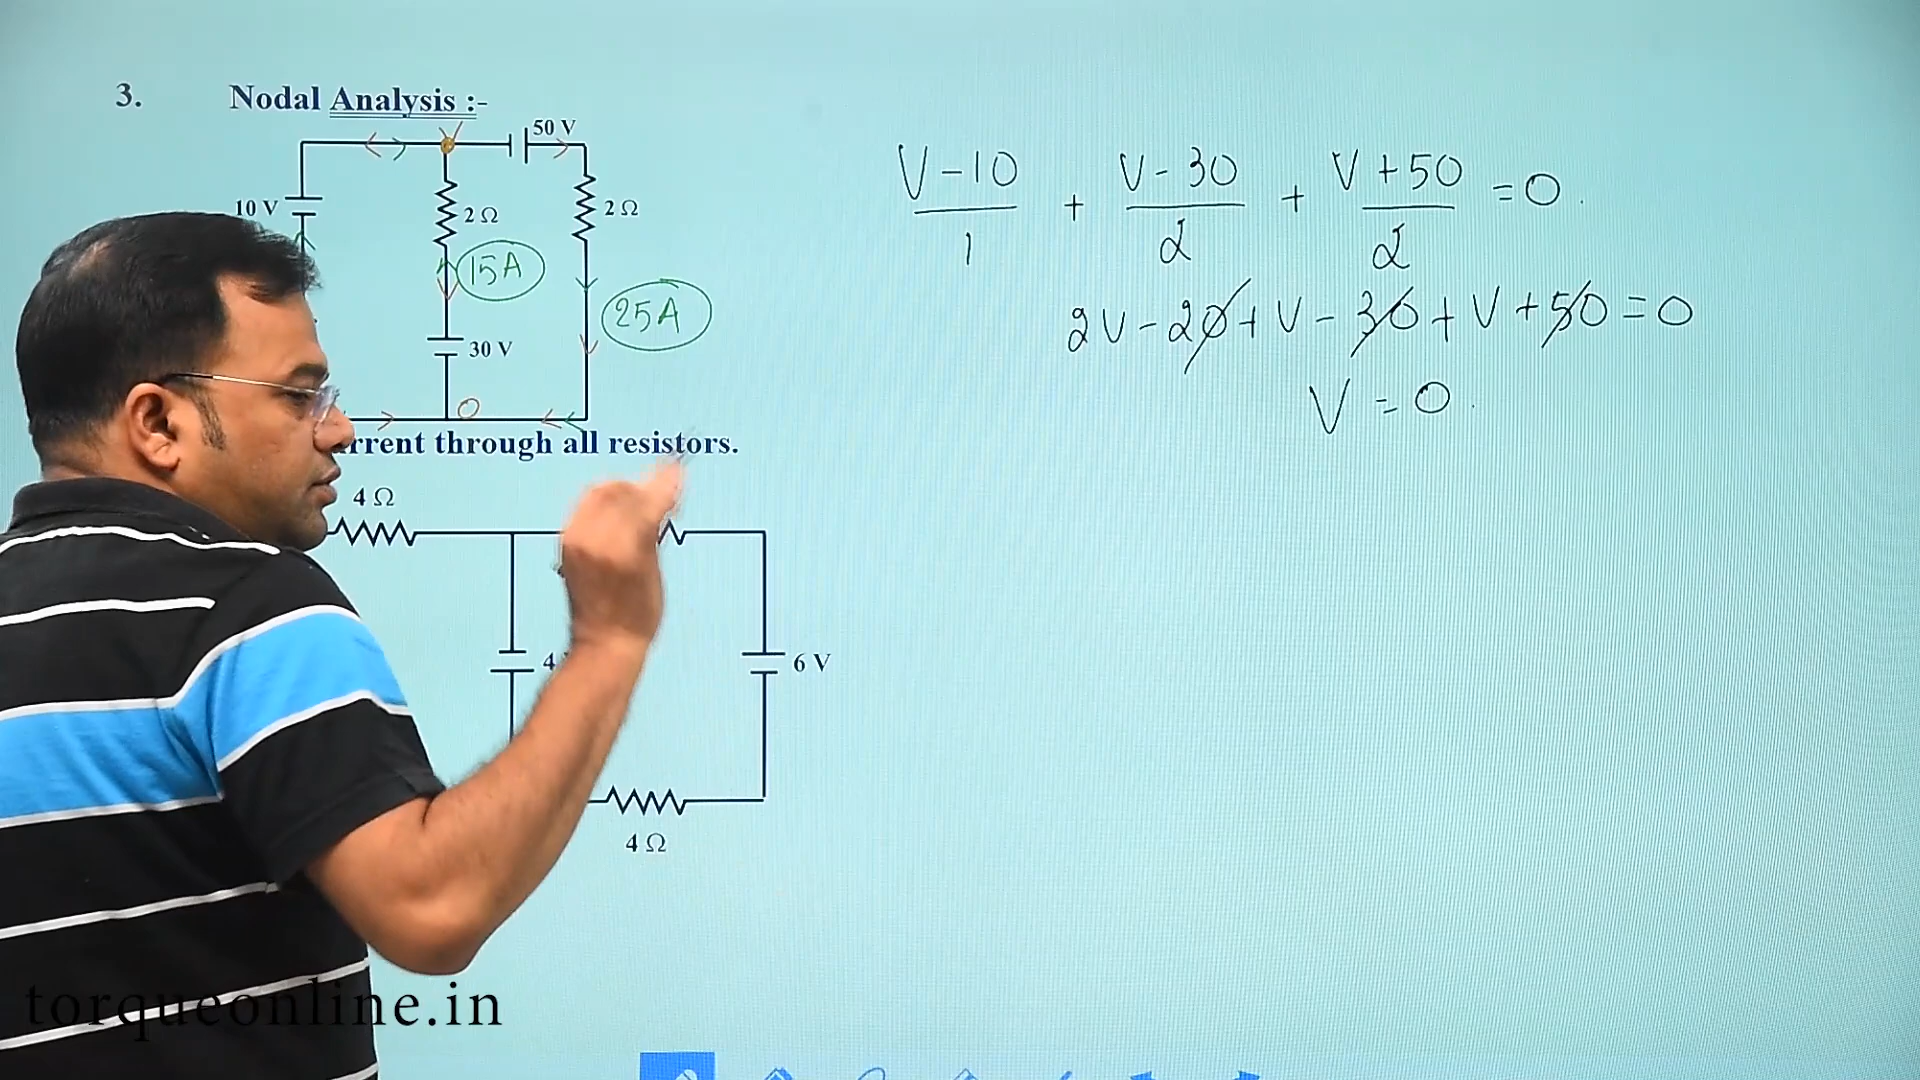 3. Nodal Analysis :-
50 V
10 V
2 Ω
2 Ω
15A
25A
30 V
0
rrent through all resistors.
4 Ω
4
6 V
4 Ω
V-10/1 + V-30/2 + V+50/2 = 0
2V-20+V-30+V+50=0
V=0
torqueonline.in